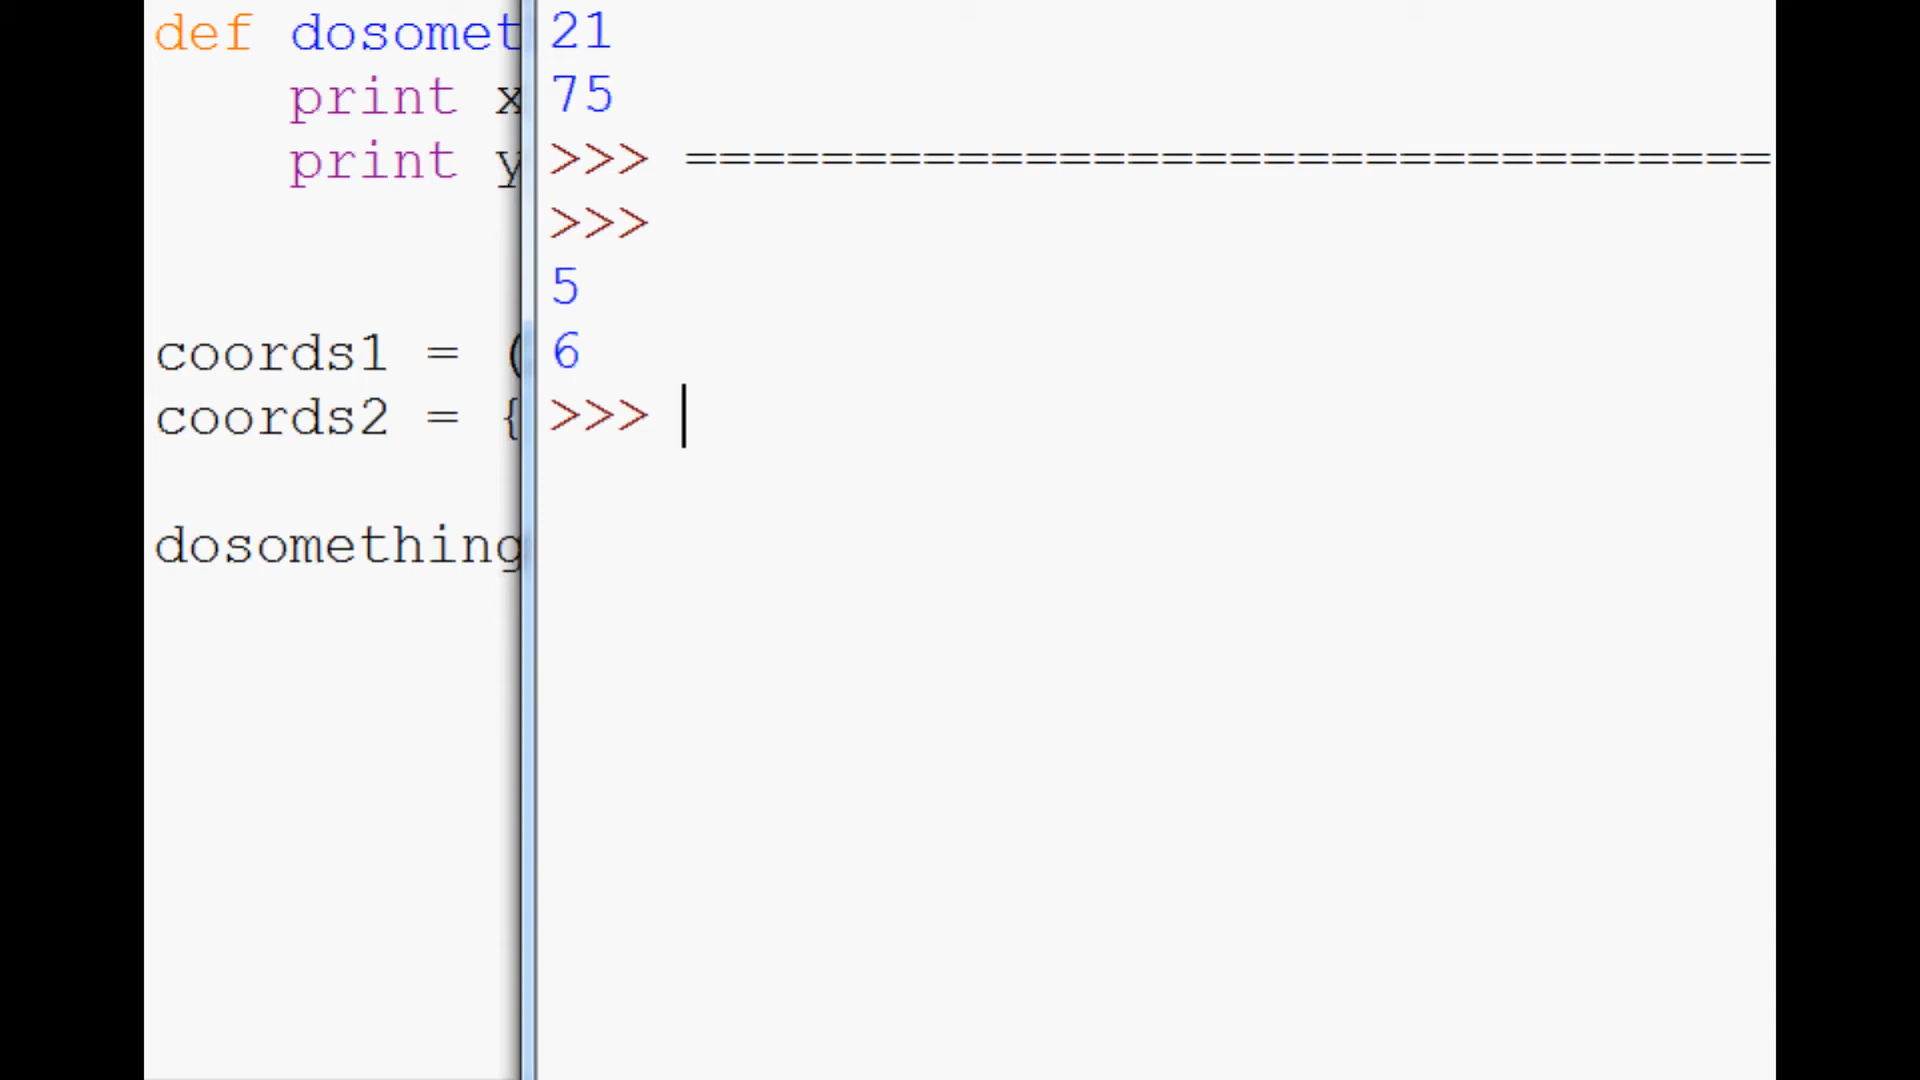 def dosomet
    print x
    print y
coords1 = (
coords2 = {
dosomething
21
75
>>> ================================
>>>
5
6
>>>